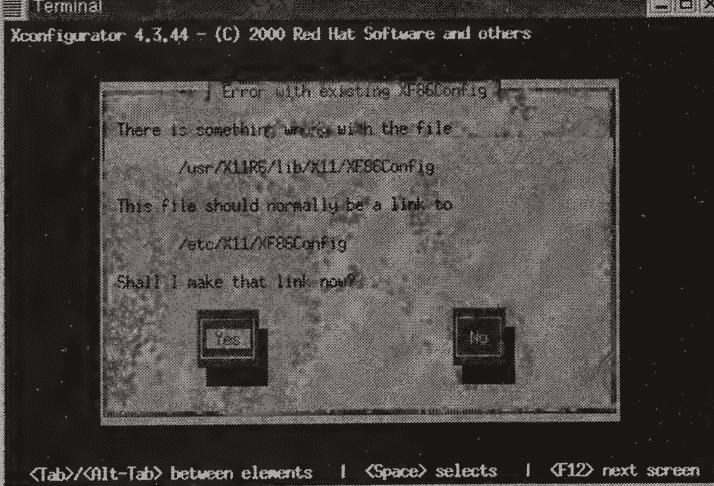 Terminal
Xconfigurator 4.3.44 - (C) 2000 Red Hat Software and others
Error with existing XF86Config
There is something wrong with the file
/usr/X11R6/lib/X11/XF86Config
This file should normally be a link to
/etc/X11/XF86Config
Shall I make that link now?
Yes No
<Tab>/<Alt-Tab> between elements | <Space> selects | <F12> next screen